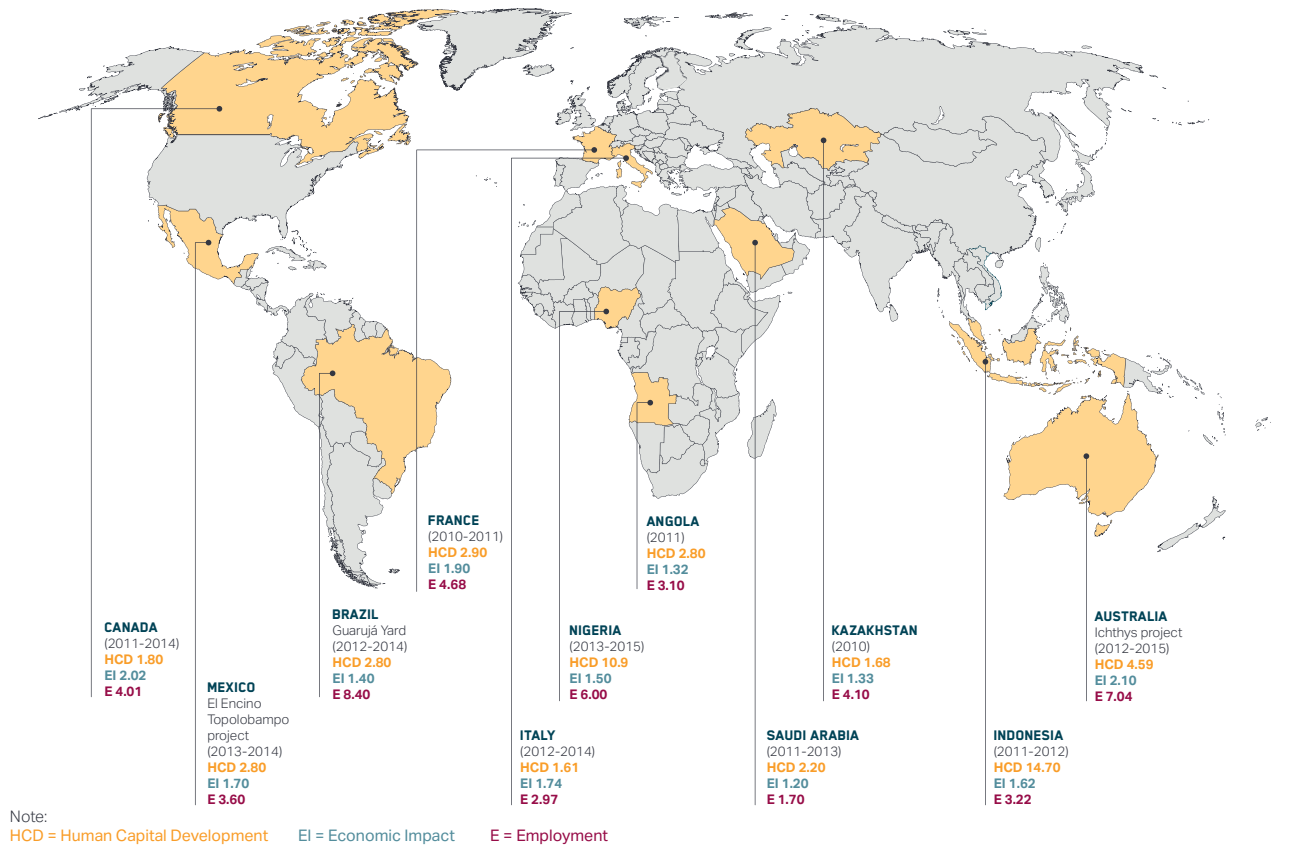 FRANCE
(2010-2011)
HCD 2.90
EI 1.90
E 4.68
ANGOLA
(2011)
HCD 2.80
EI 1.32
E 3.10
BRAZIL
Guarujá Yard
(2012-2014)
HCD 2.80
EI 1.40
E 8.40
AUSTRALIA
Ichthys project
(2012-2015)
HCD 4.59
EI 2.10
E 7.04
CANADA
(2011-2014)
HCD 1.80
EI 2.02
E 4.01
NIGERIA
(2013-2015)
HCD 10.9
EI 1.50
E 6.00
KAZAKHSTAN
(2010)
HCD 1.68
EI 1.33
E 4.10
MEXICO
El Encino
Topolobampo
project
(2013-2014)
HCD 2.80
EI 1.70
E 3.60
ITALY
(2012-2014)
HCD 1.61
EI 1.74
E 2.97
SAUDI ARABIA
(2011-2013)
HCD 2.20
EI 1.20
E 1.70
INDONESIA
(2011-2012)
HCD 14.70
EI 1.62
E 3.22
Note:
HCD = Human Capital Development EI = Economic Impact E = Employment